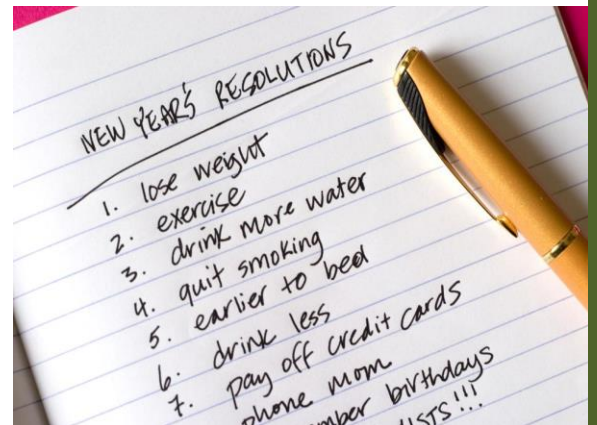 NEW YEAR'S RESOLUTIONS
1. lose weight
2. exercise
3. drink more water
4. quit smoking
5. earlier to bed
6. drink less
7. pay off credit cards
phone mom
birthdays